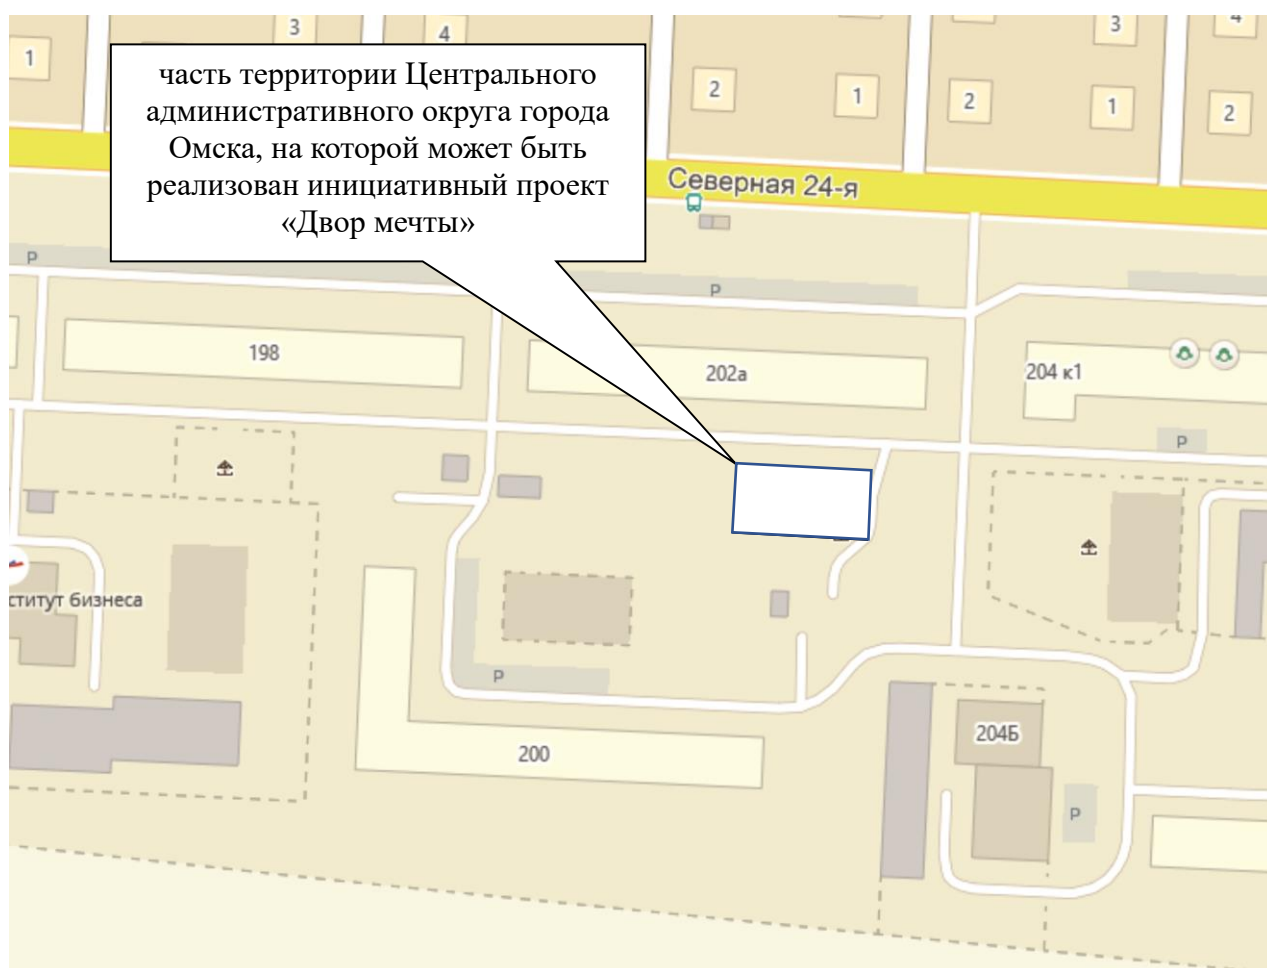 3
4
3
4
1
2
1
2
1
2
часть территории Центрального
административного округа города
Омска, на которой может быть
реализован инициативный проект
«Двор мечты»
Северная 24-я
P
P
198
202а
204 к1
P
ститут бизнеса
P
200
204Б
P